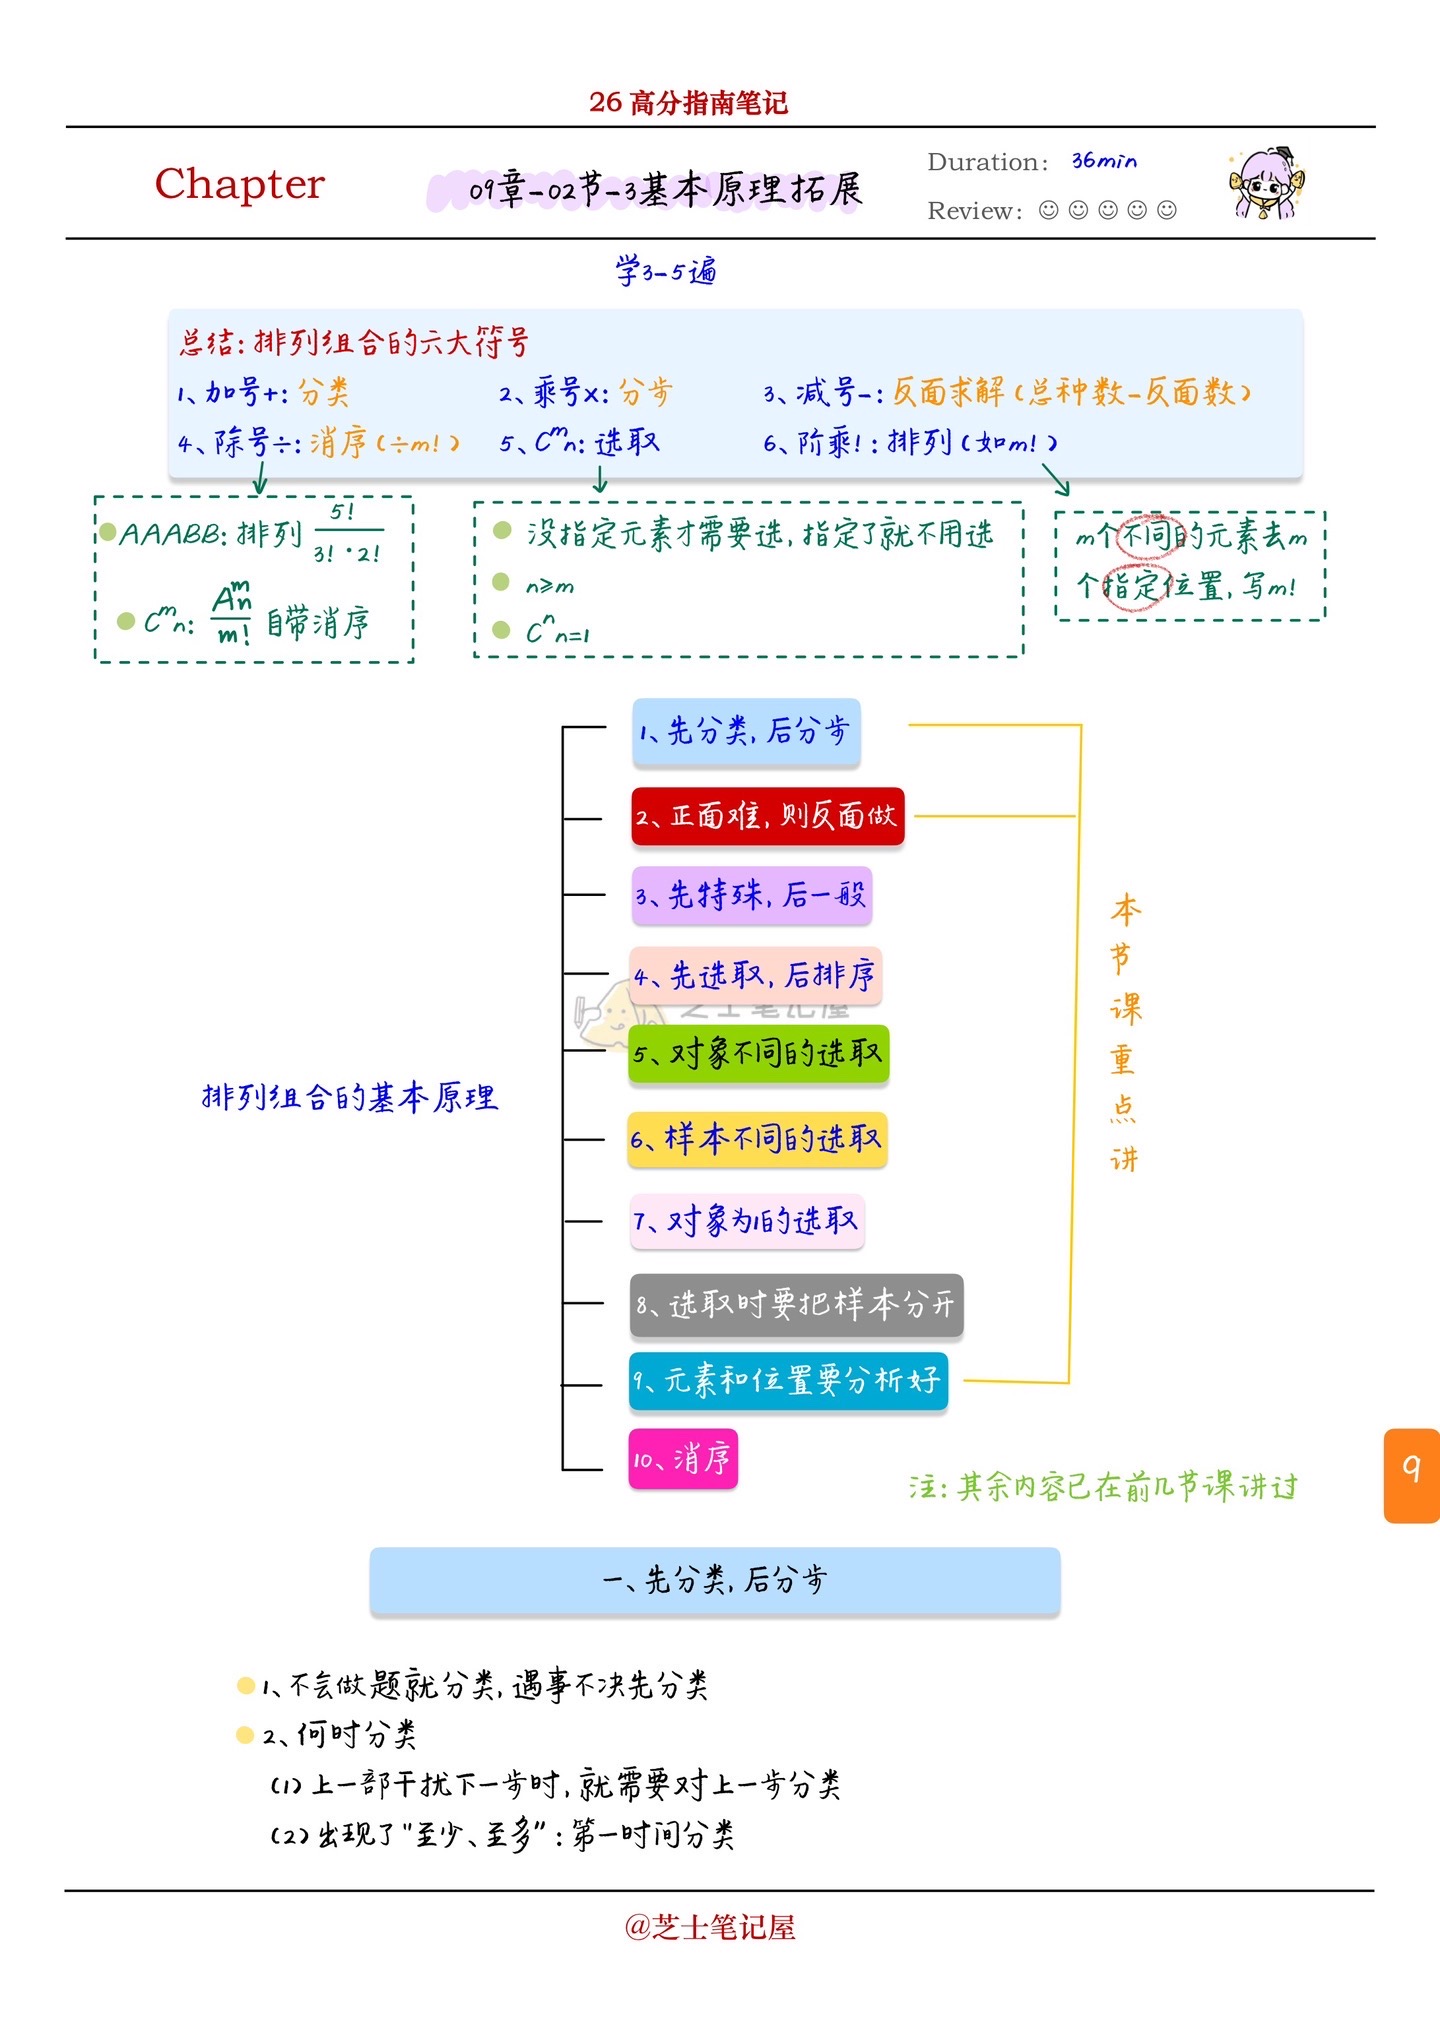 26 高分指南笔记
Chapter
09章-02节-3基本原理拓展
Duration: 36min
Review: ☺ ☺ ☺ ☺ ☺
学3-5遍
总结: 排列组合的六大符号
1、加号+: 分类 2、乘号×: 分步 3、减号-: 反面求解 (总种数-反面数)
4、除号÷: 消序 (÷m!) 5、C^m n: 选取 6、阶乘!: 排列 (如m!)
AAABB: 排列 5!/3!·2!
C^m n: A^m n/m! 自带消序
没指定元素才需要选, 指定了就不用选
n≥m
C^n n=1
m个不同的元素去m
个指定位置, 写m!
排列组合的基本原理
1、先分类, 后分步
2、正面难, 则反面做
3、先特殊, 后一般
4、先选取, 后排序
芝士笔记屋
5、对象不同的选取
6、样本不同的选取
7、对象为1的选取
8、选取时要把样本分开
9、元素和位置要分析好
10、消序
本节课重点讲
注: 其余内容已在前几节课讲过
9
一、先分类, 后分步
1、不会做题就分类, 遇事不决先分类
2、何时分类
(1) 上一部干扰下一步时, 就需要对上一步分类
(2) 出现了"至少、至多": 第一时间分类
@芝士笔记屋